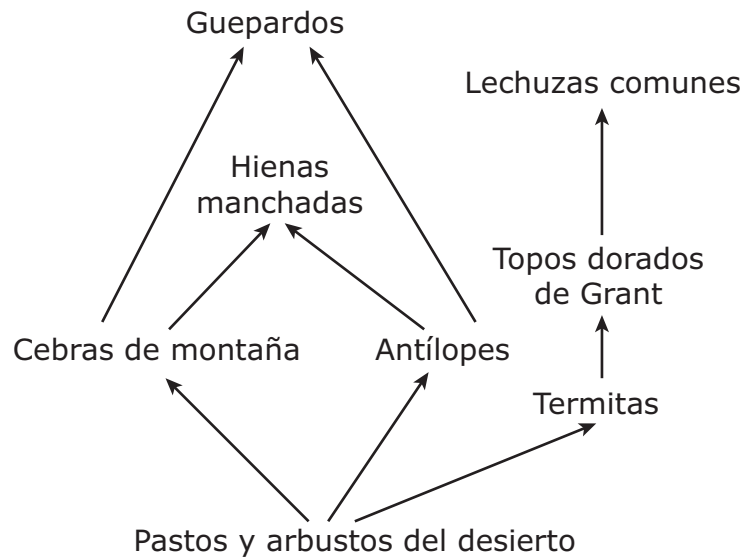 Guepardos
Lechuzas comunes
Hienas
manchadas
Topos dorados
de Grant
Cebras de montaña
Antílopes
Termitas
Pastos y arbustos del desierto